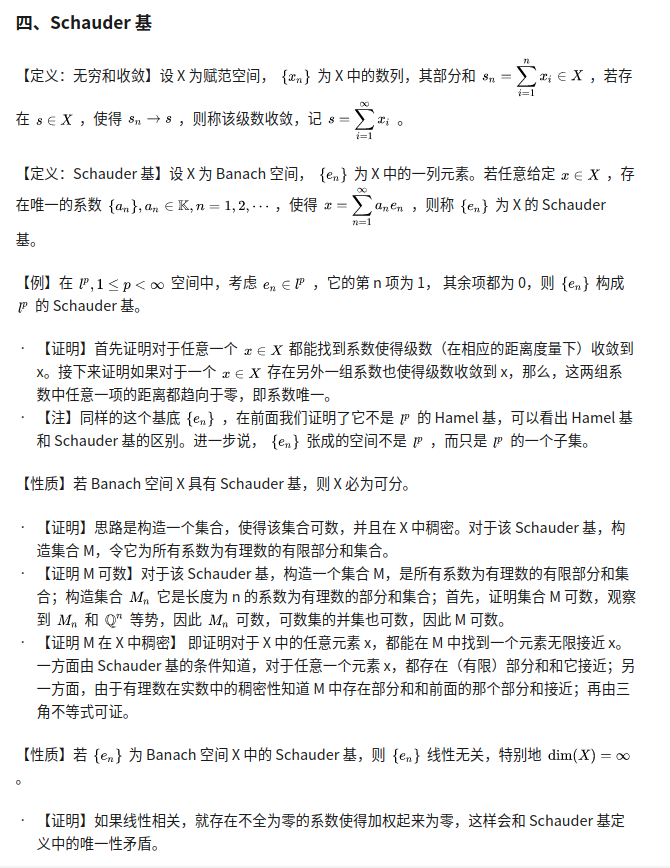 四、Schauder 基
【定义：无穷和收敛】设 X 为赋范空间， {x_n} 为 X 中的数列，其部分和 s_n = \sum_{i=1}^{n} x_i ∈ X ，若存
在 s ∈ X ，使得 s_n → s ，则称该级数收敛，记 s = \sum_{i=1}^{∞} x_i 。
【定义：Schauder 基】设 X 为 Banach 空间， {e_n} 为 X 中的一列元素。若任意给定 x ∈ X ，存
在唯一的系数 {a_n}, a_n ∈ 𝕂, n = 1, 2, ⋯ ，使得 x = \sum_{n=1}^{∞} a_n e_n ，则称 {e_n} 为 X 的 Schauder
基。
【例】在 l^p, 1 ≤ p < ∞ 空间中，考虑 e_n ∈ l^p ，它的第 n 项为 1， 其余项都为 0，则 {e_n} 构成
l^p 的 Schauder 基。
· 【证明】首先证明对于任意一个 x ∈ X 都能找到系数使得级数（在相应的距离度量下）收敛到
x。接下来证明如果对于一个 x ∈ X 存在另外一组系数也使得级数收敛到 x，那么，这两组系
数中任意一项的距离都趋向于零，即系数唯一。
· 【注】同样的这个基底 {e_n} ，在前面我们证明了它不是 l^p 的 Hamel 基，可以看出 Hamel 基
和 Schauder 基的区别。进一步说， {e_n} 张成的空间不是 l^p ，而只是 l^p 的一个子集。
【性质】若 Banach 空间 X 具有 Schauder 基，则 X 必为可分。
· 【证明】思路是构造一个集合，使得该集合可数，并且在 X 中稠密。对于该 Schauder 基，构
造集合 M，令它为所有系数为有理数的有限部分和集合。
· 【证明 M 可数】对于该 Schauder 基，构造一个集合 M，是所有系数为有理数的有限部分和集
合；构造集合 M_n 它是长度为 n 的系数为有理数的部分和集合；首先，证明集合 M 可数，观察
到 M_n 和 ℚ^n 等势，因此 M_n 可数，可数集的并集也可数，因此 M 可数。
· 【证明 M 在 X 中稠密】 即证明对于 X 中的任意元素 x，都能在 M 中找到一个元素无限接近 x。
一方面由 Schauder 基的条件知道，对于任意一个元素 x，都存在（有限）部分和和它接近；另
一方面，由于有理数在实数中的稠密性知道 M 中存在部分和和前面的那个部分和接近；再由三
角不等式可证。
【性质】若 {e_n} 为 Banach 空间 X 中的 Schauder 基，则 {e_n} 线性无关，特别地 dim(X) = ∞
。
· 【证明】如果线性相关，就存在不全为零的系数使得加权起来为零，这样会和 Schauder 基定
义中的唯一性矛盾。